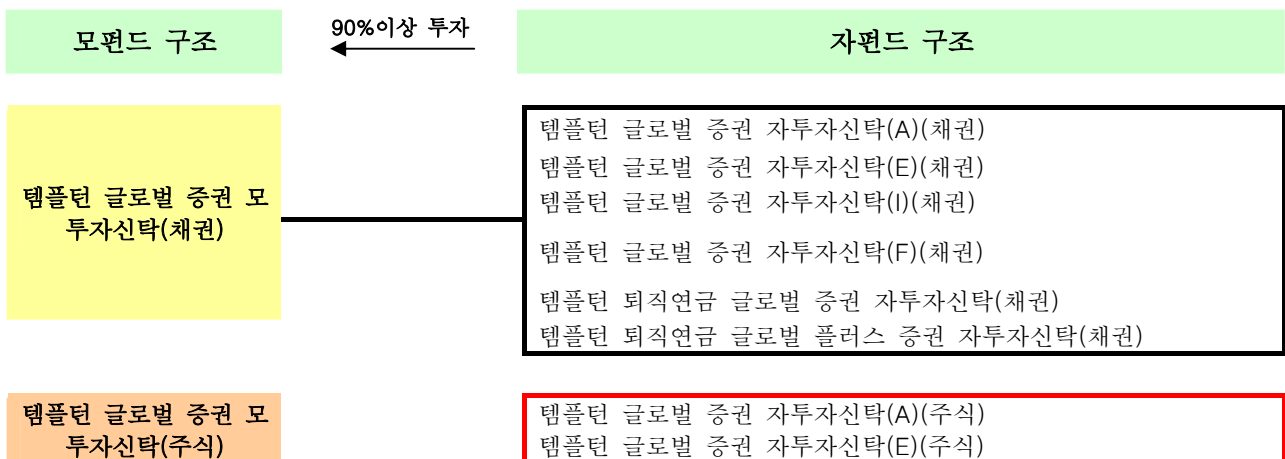 모펀드 구조
90%이상 투자
자펀드 구조
템플턴 글로벌 증권 모
투자신탁(채권)
템플턴 글로벌 증권 자투자신탁(A)(채권)
템플턴 글로벌 증권 자투자신탁(E)(채권)
템플턴 글로벌 증권 자투자신탁(I)(채권)
템플턴 글로벌 증권 자투자신탁(F)(채권)
템플턴 퇴직연금 글로벌 증권 자투자신탁(채권)
템플턴 퇴직연금 글로벌 플러스 증권 자투자신탁(채권)
템플턴 글로벌 증권 모
투자신탁(주식)
템플턴 글로벌 증권 자투자신탁(A)(주식)
템플턴 글로벌 증권 자투자신탁(E)(주식)